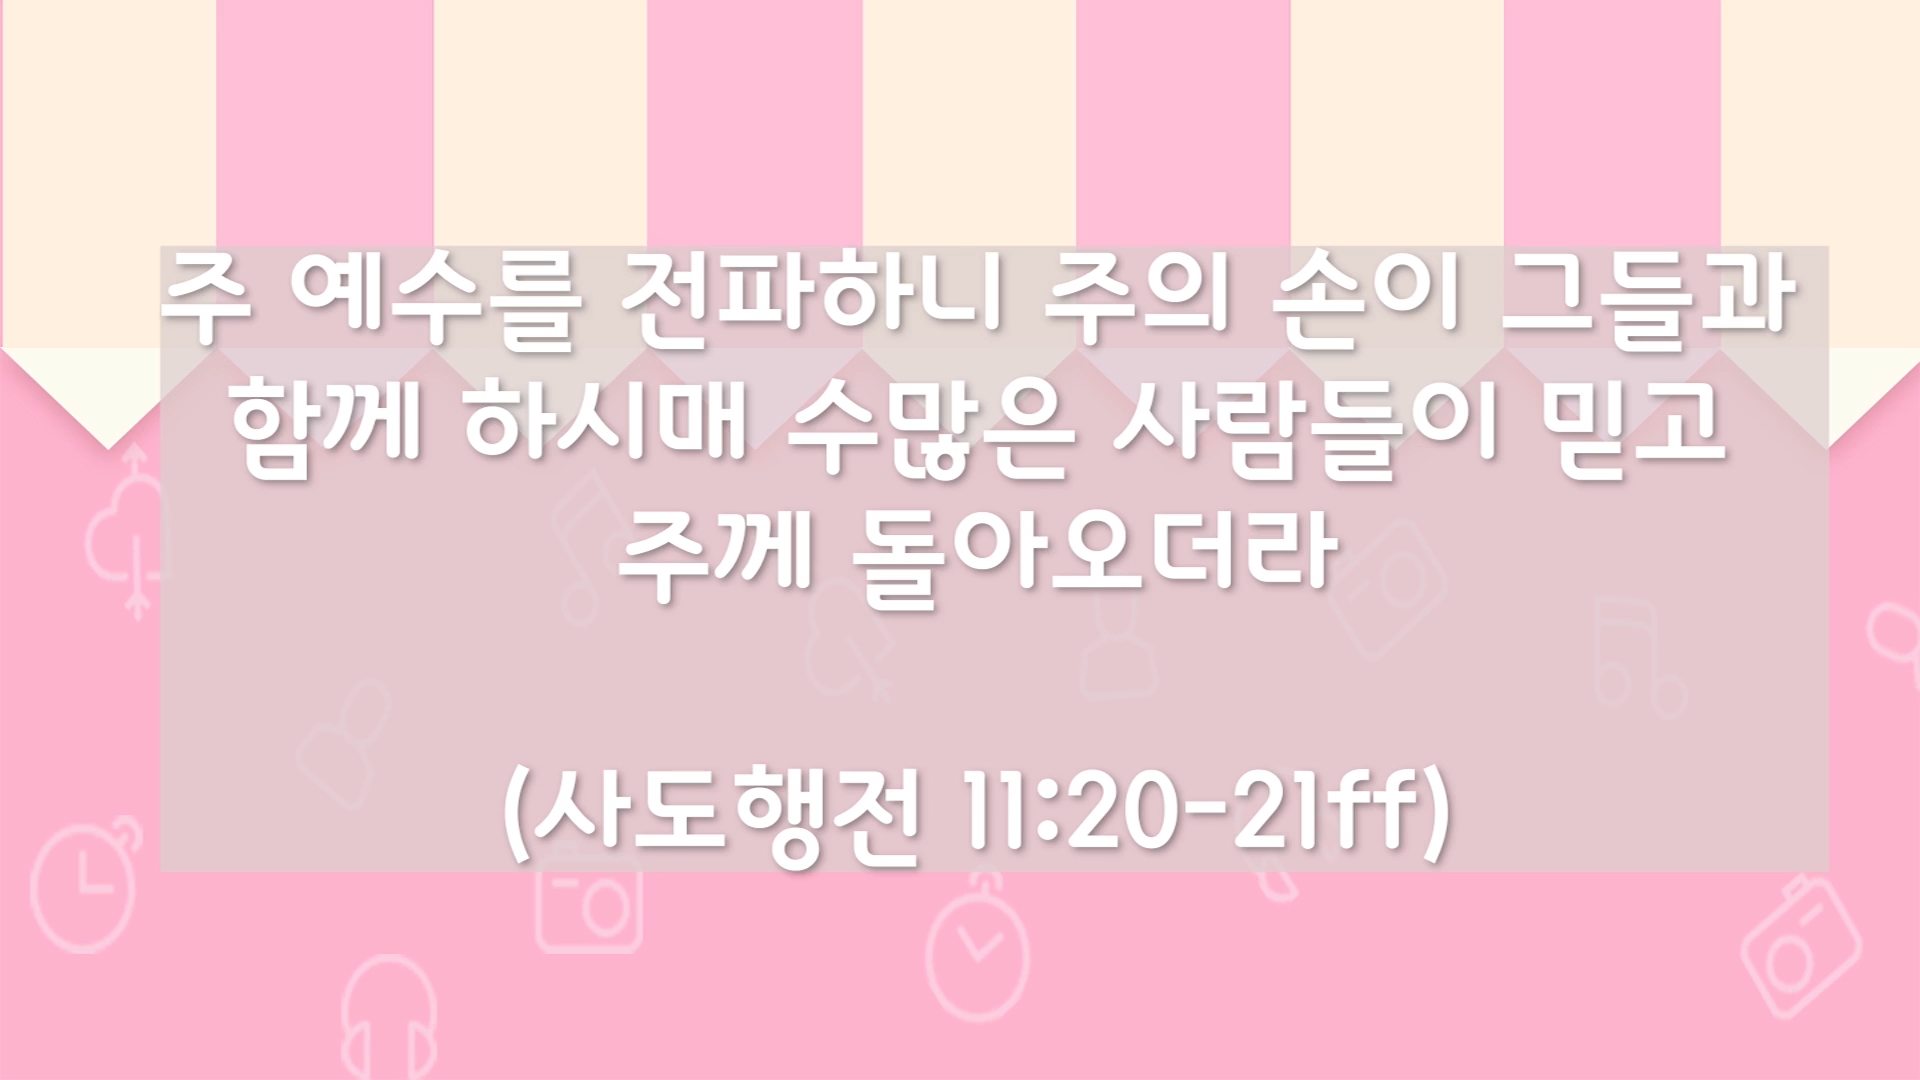 주 예수를 전파하니 주의 손이 그들과
함께 하시매 수많은 사람들이 믿고
주께 돌아오더라
(사도행전 11:20-21ff)